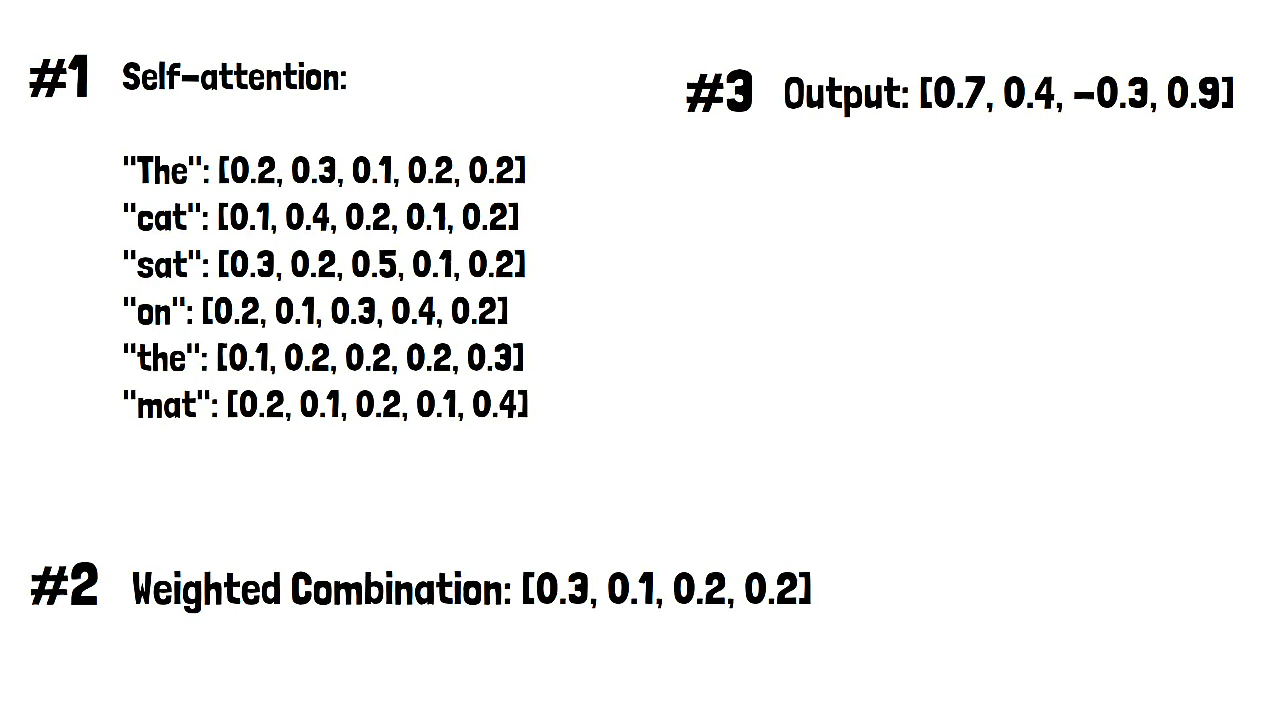 #1 Self-attention:
"The": [0.2, 0.3, 0.1, 0.2, 0.2]
"cat": [0.1, 0.4, 0.2, 0.1, 0.2]
"sat": [0.3, 0.2, 0.5, 0.1, 0.2]
"on": [0.2, 0.1, 0.3, 0.4, 0.2]
"the": [0.1, 0.2, 0.2, 0.2, 0.3]
"mat": [0.2, 0.1, 0.2, 0.1, 0.4]
#2 Weighted Combination: [0.3, 0.1, 0.2, 0.2]
#3 Output: [0.7, 0.4, -0.3, 0.9]